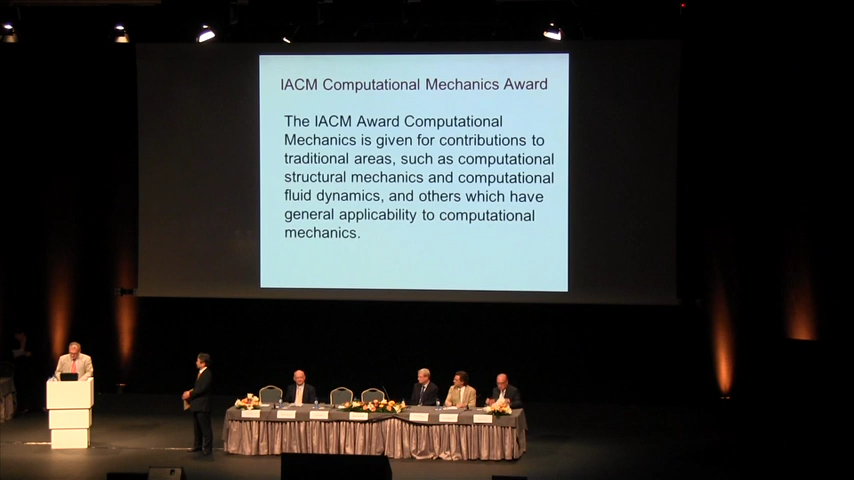 IACM Computational Mechanics Award
The IACM Award Computational
Mechanics is given for contributions to
traditional areas, such as computational
structural mechanics and computational
fluid dynamics, and others which have
general applicability to computational
mechanics.